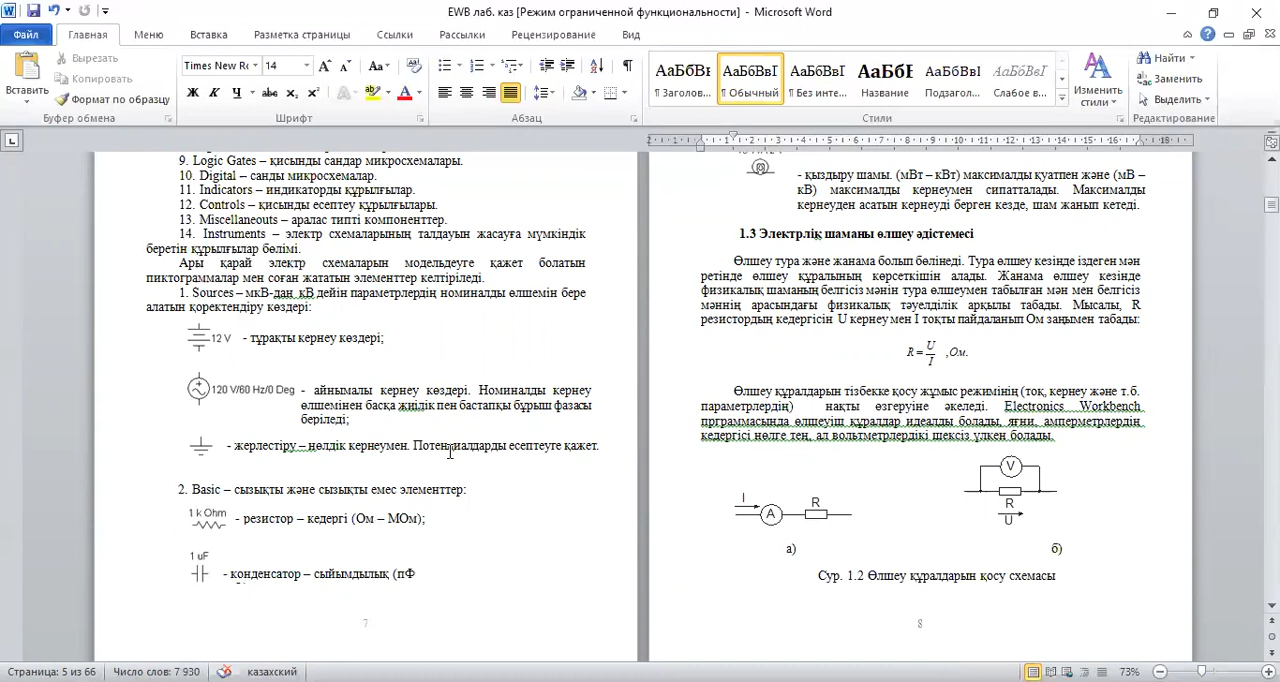 EWB лаб. каз [Режим ограниченной функциональности] - Microsoft Word
Файл Главная Меню Вставка Разметка страницы Ссылки Рассылки Рецензирование Вид
Вставить
Вырезать
Копировать
Формат по образцу
Буфер обмена
Times New Ro 14
Шрифт
Абзац
АаБбВв АаБбВвГ АаБбВвГ АаБбВ АаБбВвГ АаБбВвГ
¶ Заголов... ¶ Обычный ¶ Без инте... Название Подзагол... Слабое в...
Стили
Изменить стили
Найти
Заменить
Выделить
Редактирование
9. Logic Gates – қисынды сандар микросхемалары.
10. Digital – санды микросхемалар.
11. Indicators – индикаторды құрылғылар.
12. Controls – қисынды есептеу құрылғылары.
13. Miscellaneouts – аралас типті компоненттер.
14. Instruments – электр схемаларының талдауын жасауға мүмкіндік
беретін құрылғылар бөлімі.
Ары қарай электр схемаларын модельдеуге қажет болатын
пиктограммалар мен соған жататын элементтер келтіріледі.
1. Sources – мкВ-дан кВ дейін параметрлердің номиналды өлшемін бере
алатын қоректендіру көздері:
12 V - тұрақты кернеу көздері;
120 V/60 Hz/0 Deg - айнымалы кернеу көздері. Номиналды кернеу
өлшемінен басқа жиілік пен бастапқы бұрыш фазасы
беріледі;
- жерлестіру – нөлдік кернеумен. Потенциалдарды есептеуге қажет.
2. Basic – сызықты және сызықты емес элементтер:
1 k Ohm
- резистор – кедергі (Ом – МОм);
1 uF
- конденсатор – сыйымдылық (пФ
7
- қыздыру шамы. (мВт – кВт) максималды қуатпен және (мВ –
кВ) максималды кернеумен сипатталады. Максималды
кернеуден асатын кернеуді берген кезде, шам жанып кетеді.
1.3 Электрлік шаманы өлшеу әдістемесі
Өлшеу тура және жанама болып бөлінеді. Тура өлшеу кезінде іздеген мән
ретінде өлшеу құралының көрсеткішін алады. Жанама өлшеу кезінде
физикалық шаманың белгісіз мәнін тура өлшеумен табылған мән мен белгісіз
мәннің арасындағы физикалық тәуелділік арқылы табады. Мысалы, R
резистордың кедергісін U кернеу мен I тоқты пайдаланып Ом заңымен табады:
R = U / I , Ом.
Өлшеу құралдарын тізбекке қосу жұмыс режимінің (тоқ, кернеу және т.б.
параметрлердің) нақты өзгеруіне әкеледі. Electronics Workbench
прграммасында өлшеуіш құралдар идеалды болады, яғни, амперметрлердің
кедергісі нөлге тең, ал вольтметрлердікі шексіз үлкен болады.
I A R
V R U
а) б)
Сур. 1.2 Өлшеу құралдарын қосу схемасы
8
Страница: 5 из 66 Число слов: 7 930 казахский 73%